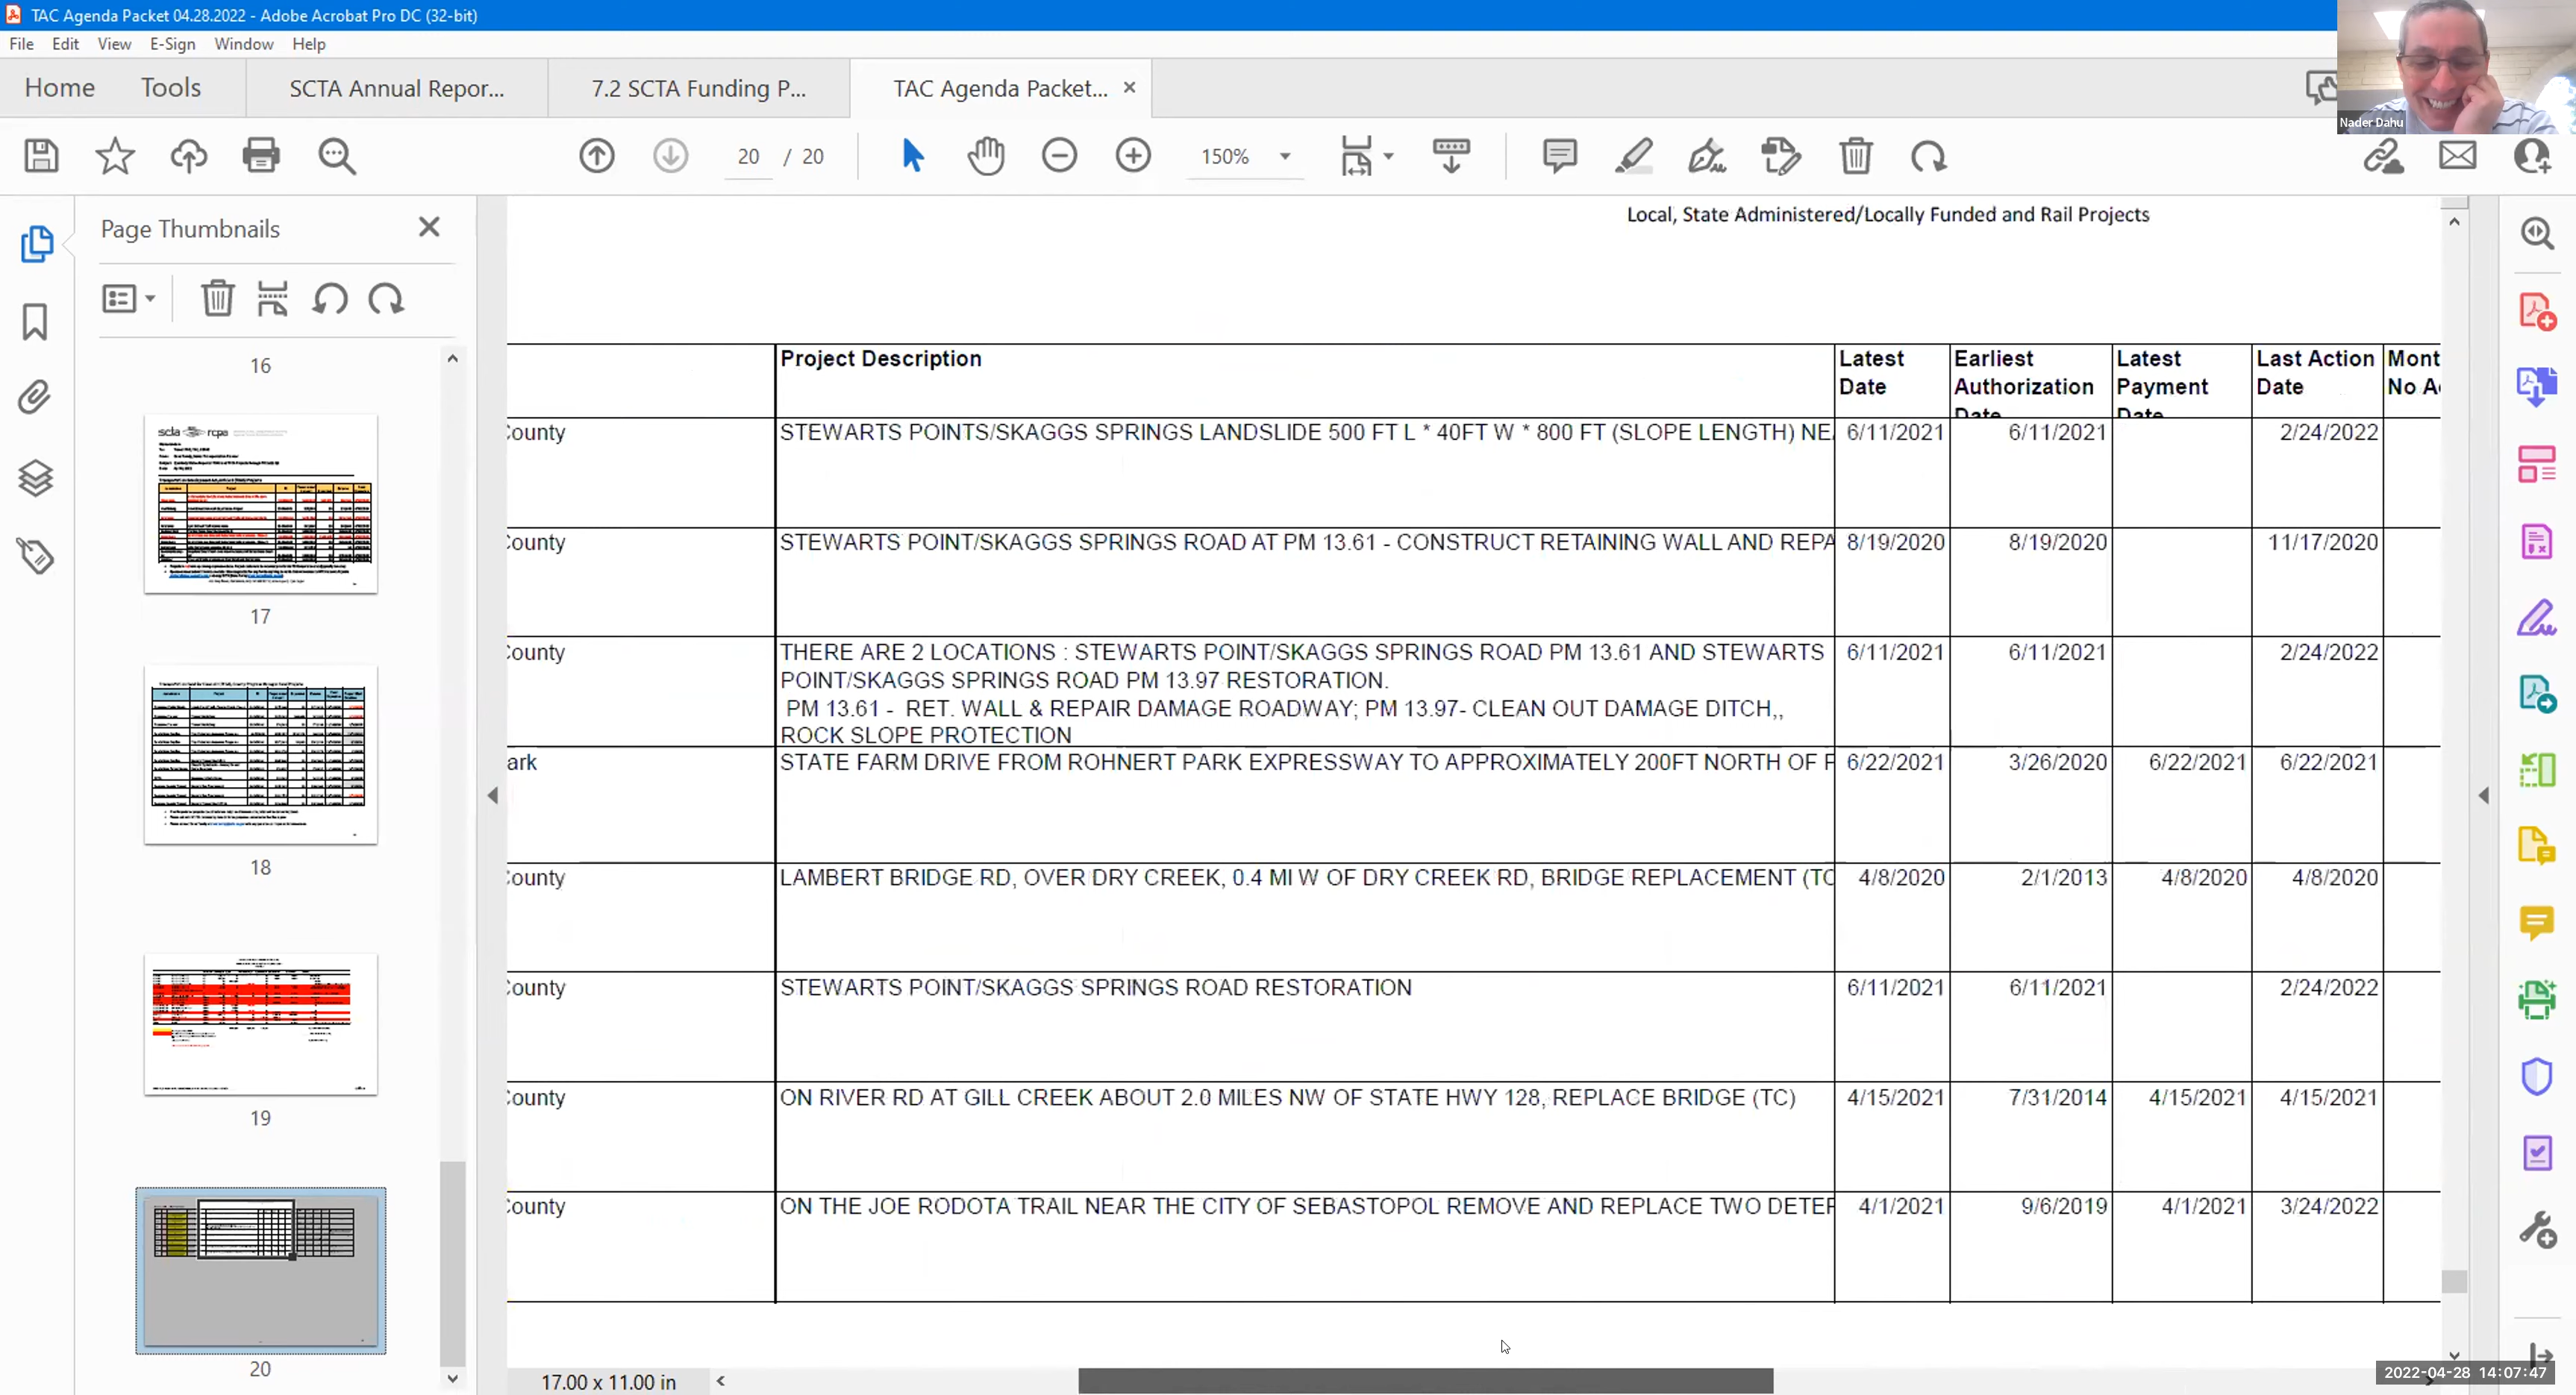 TAC Agenda Packet 04.28.2022 - Adobe Acrobat Pro DC (32-bit)
File Edit View E-Sign Window Help
Home Tools SCTA Annual Repor... 7.2 SCTA Funding P... TAC Agenda Packet...
Nader Dahu
20 / 20 150%
Page Thumbnails
16
scta rcpa
17
18
19
20
Local, State Administered/Locally Funded and Rail Projects
Project Description Latest Date Earliest Authorization Date Latest Payment Date Last Action Date Mont No A
County STEWARTS POINTS/SKAGGS SPRINGS LANDSLIDE 500 FT L * 40FT W * 800 FT (SLOPE LENGTH) NEA 6/11/2021 6/11/2021 2/24/2022
County STEWARTS POINT/SKAGGS SPRINGS ROAD AT PM 13.61 - CONSTRUCT RETAINING WALL AND REPA 8/19/2020 8/19/2020 11/17/2020
County THERE ARE 2 LOCATIONS : STEWARTS POINT/SKAGGS SPRINGS ROAD PM 13.61 AND STEWARTS 6/11/2021 6/11/2021 2/24/2022
POINT/SKAGGS SPRINGS ROAD PM 13.97 RESTORATION.
PM 13.61 - RET. WALL & REPAIR DAMAGE ROADWAY; PM 13.97- CLEAN OUT DAMAGE DITCH,,
ROCK SLOPE PROTECTION
ark STATE FARM DRIVE FROM ROHNERT PARK EXPRESSWAY TO APPROXIMATELY 200FT NORTH OF 6/22/2021 3/26/2020 6/22/2021 6/22/2021
County LAMBERT BRIDGE RD, OVER DRY CREEK, 0.4 MI W OF DRY CREEK RD, BRIDGE REPLACEMENT (TC 4/8/2020 2/1/2013 4/8/2020 4/8/2020
County STEWARTS POINT/SKAGGS SPRINGS ROAD RESTORATION 6/11/2021 6/11/2021 2/24/2022
County ON RIVER RD AT GILL CREEK ABOUT 2.0 MILES NW OF STATE HWY 128, REPLACE BRIDGE (TC) 4/15/2021 7/31/2014 4/15/2021 4/15/2021
County ON THE JOE RODOTA TRAIL NEAR THE CITY OF SEBASTOPOL REMOVE AND REPLACE TWO DETER 4/1/2021 9/6/2019 4/1/2021 3/24/2022
17.00 x 11.00 in
2022-04-28 14:07:47